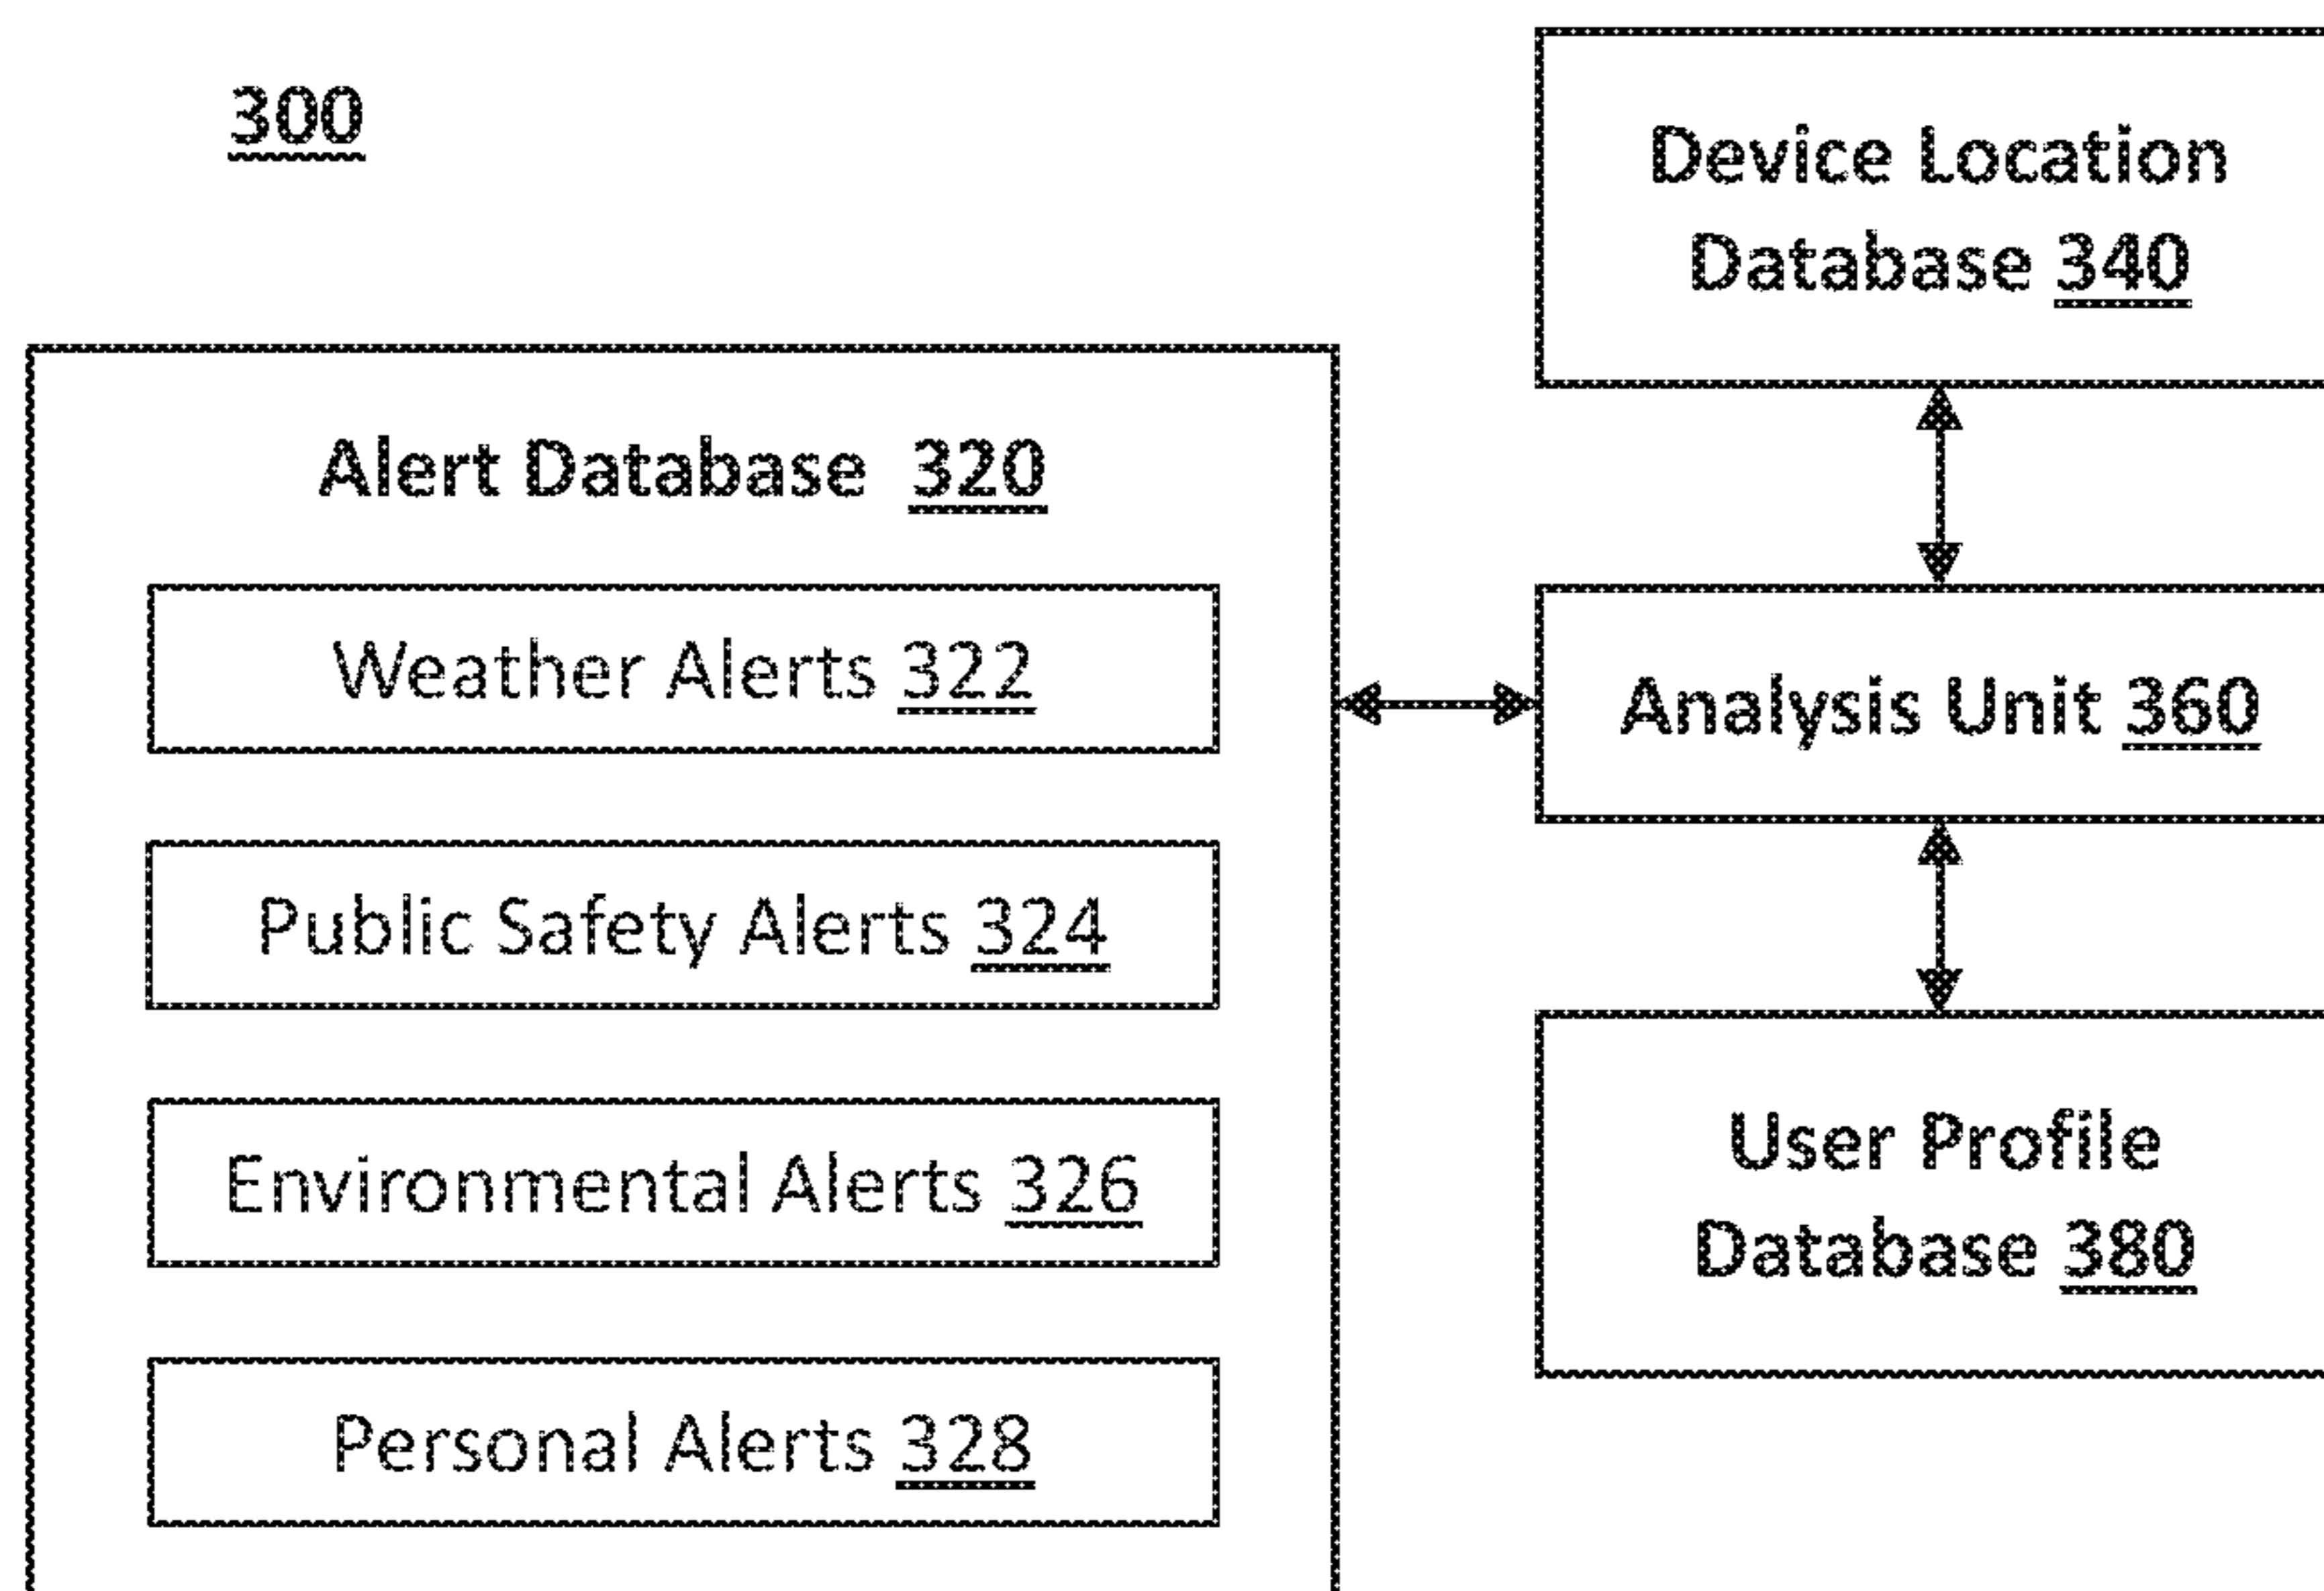 300
Device Location
Database 340
Alert Database 320
Weather Alerts 322
Analysis Unit 360
Public Safety Alerts 324
User Profile
Database 380
Environmental Alerts 326
Personal Alerts 328